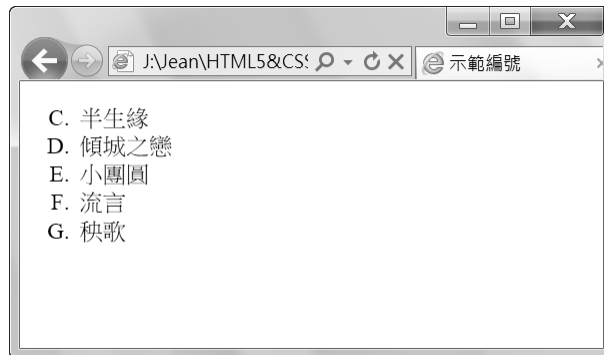 J:\Jean\HTML5&CS
示範編號
C. 半生緣
D. 傾城之戀
E. 小團圓
F. 流言
G. 秧歌